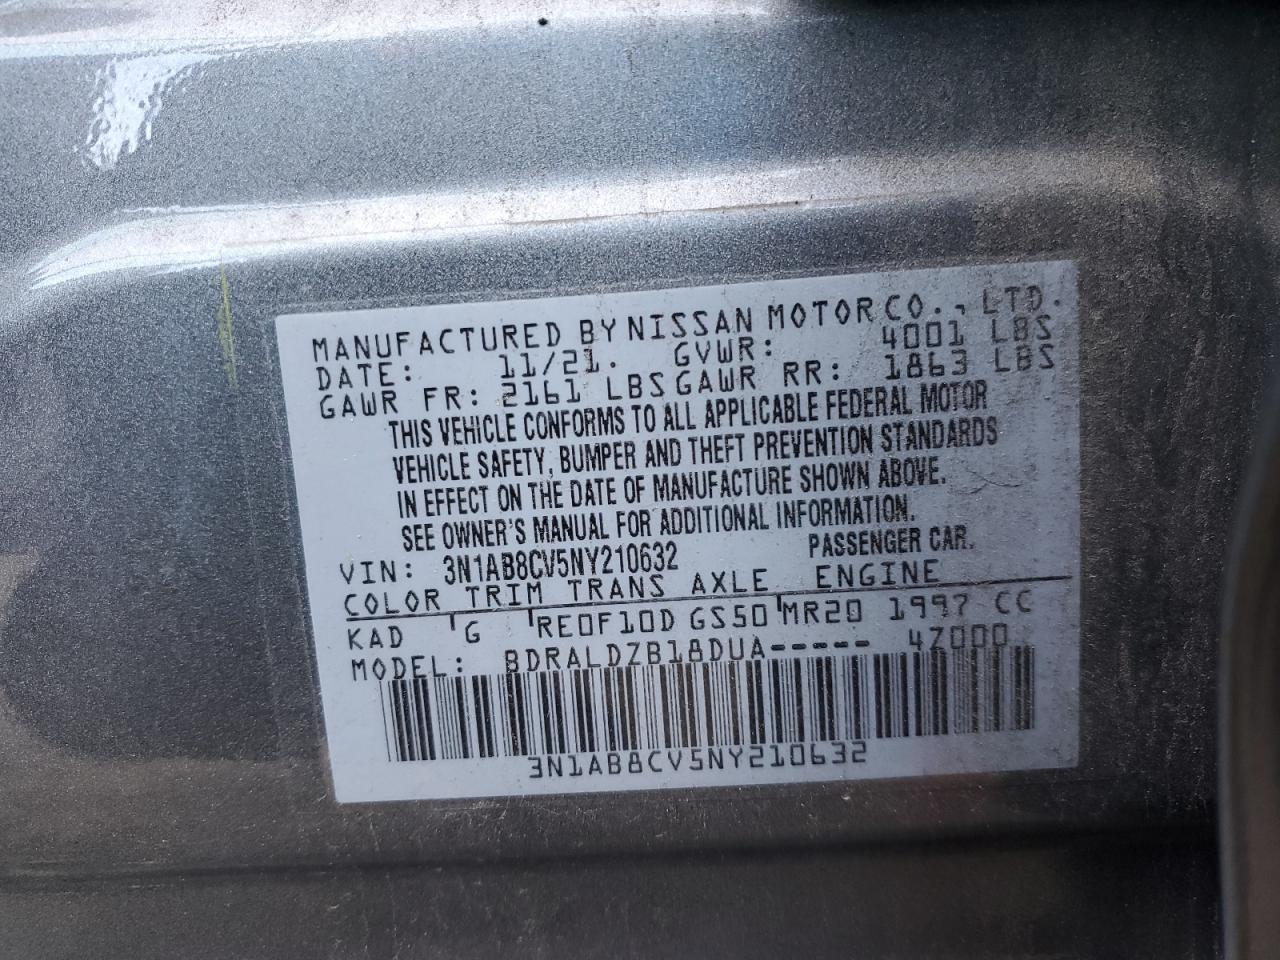 MANUFACTURED BY NISSAN MOTOR CO., LTD.
DATE: 11/21. GVWR: 4001 LBS
GAWR FR: 2161 LBS GAWR RR: 1863 LBS
THIS VEHICLE CONFORMS TO ALL APPLICABLE FEDERAL MOTOR
VEHICLE SAFETY, BUMPER AND THEFT PREVENTION STANDARDS
IN EFFECT ON THE DATE OF MANUFACTURE SHOWN ABOVE.
SEE OWNER'S MANUAL FOR ADDITIONAL INFORMATION.
VIN: 3N1AB8CV5NY210632 PASSENGER CAR.
COLOR TRIM TRANS AXLE ENGINE
KAD G RE0F10D GS50 MR20 1997 CC
MODEL: BDRALDZB18DUA----- 4Z000
3N1AB8CV5NY210632